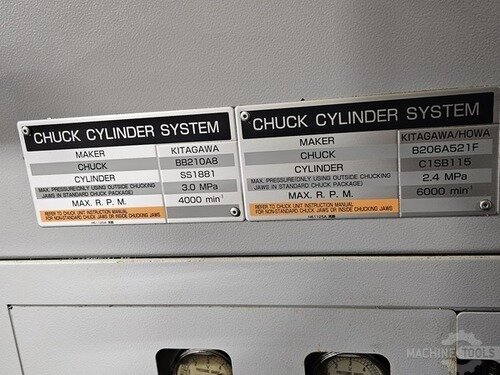 CHUCK CYLINDER SYSTEM
MAKER KITAGAWA
CHUCK BB210A8
CYLINDER SS1881
MAX. PRESSURE(ONLY USING OUTSIDE CHUCKING JAWS IN STANDARD CHUCK PACKAGE) 3.0 MPa
MAX. R. P. M. 4000 min⁻¹
REFER TO CHUCK UNIT INSTRUCTION MANUAL
FOR NON-STANDARD CHUCK JAWS OR INSIDE CHUCKING JAWS
CHUCK CYLINDER SYSTEM
MAKER KITAGAWA/HOWA
CHUCK B206A521F
CYLINDER C15B115
MAX. PRESSURE(ONLY USING OUTSIDE CHUCKING JAWS IN STANDARD CHUCK PACKAGE) 2.4 MPa
MAX. R. P. M. 6000 min⁻¹
REFER TO CHUCK UNIT INSTRUCTION MANUAL
FOR NON-STANDARD CHUCK JAWS OR INSIDE CHUCKING JAWS
MACHINE TOOLS